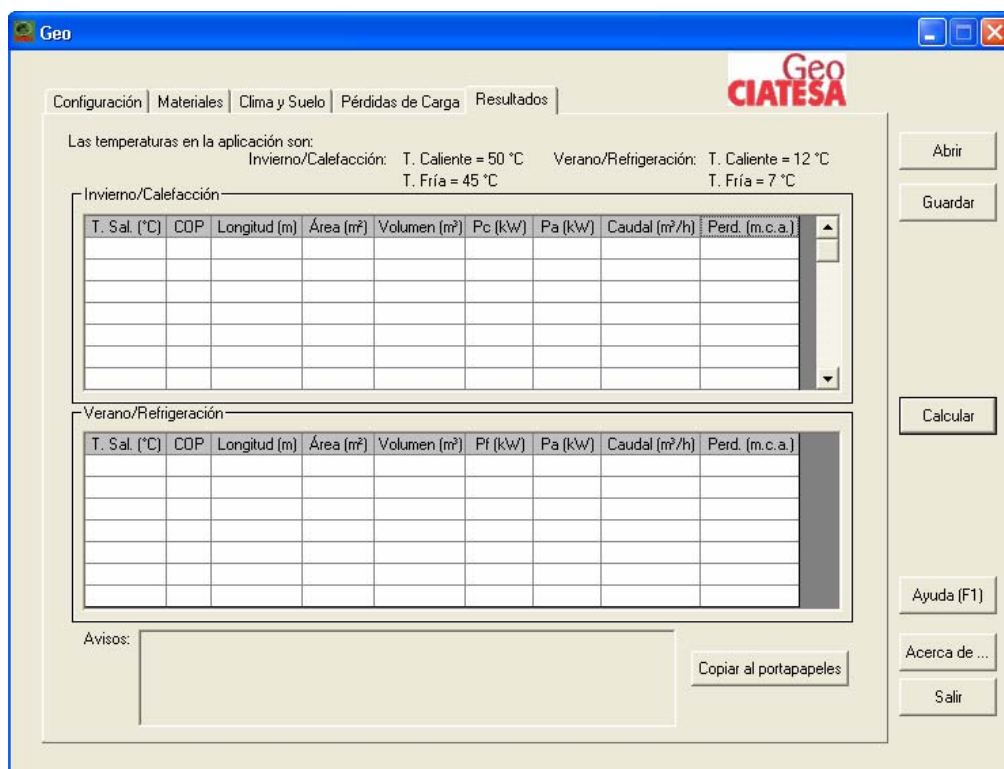 Geo
Geo
CIATESA
Configuración Materiales Clima y Suelo Pérdidas de Carga Resultados
Las temperaturas en la aplicación son:
Invierno/Calefacción: T. Caliente = 50 °C Verano/Refrigeración: T. Caliente = 12 °C
T. Fría = 45 °C T. Fría = 7 °C
Invierno/Calefacción
T. Sal. (°C) COP Longitud (m) Área (m²) Volumen (m³) Pc (kW) Pa (kW) Caudal (m³/h) Perd. (m.c.a.)
Verano/Refrigeración
T. Sal. (°C) COP Longitud (m) Área (m²) Volumen (m³) Pf (kW) Pa (kW) Caudal (m³/h) Perd. (m.c.a.)
Avisos:
Copiar al portapapeles
Abrir
Guardar
Calcular
Ayuda (F1)
Acerca de ...
Salir